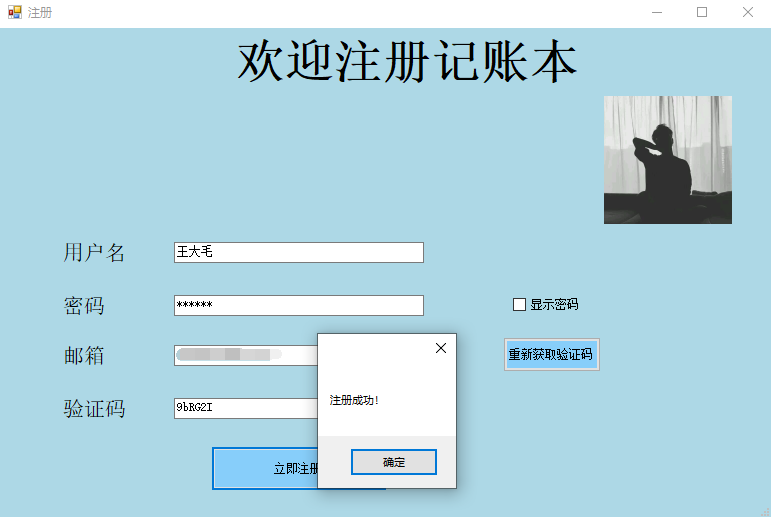 注册
欢迎注册记账本
用户名
王大毛
密码
******
显示密码
邮箱
重新获取验证码
验证码
9bRG2I
立即注册
注册成功!
确定